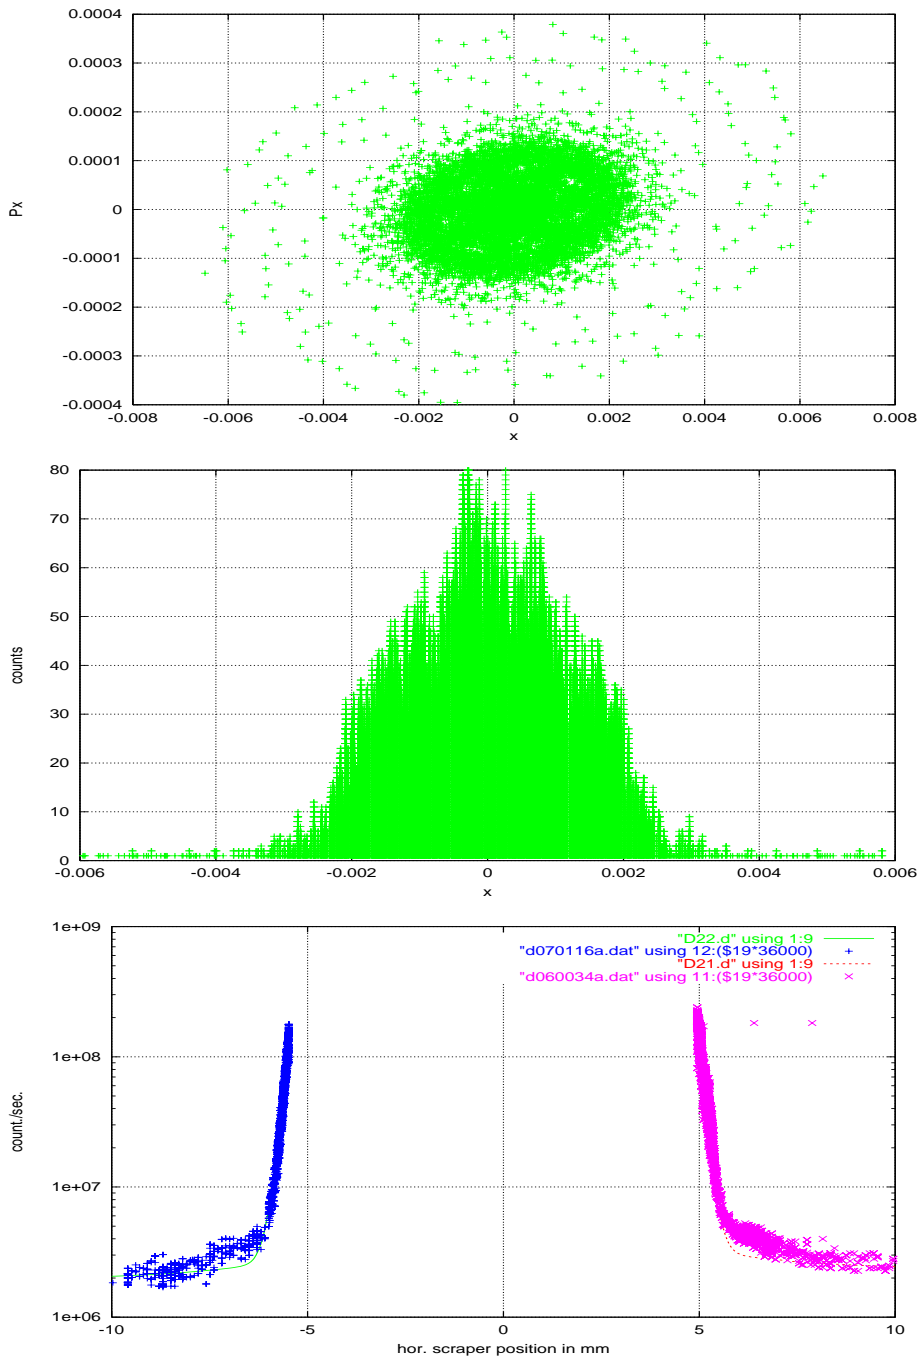 0.0004
0.0003
0.0002
0.0001
0
-0.0001
-0.0002
-0.0003
-0.0004
Px
-0.008 -0.006 -0.004 -0.002 0 0.002 0.004 0.006 0.008
x
80
70
60
50
40
30
20
10
0
counts
-0.006 -0.004 -0.002 0 0.002 0.004 0.006
x
1e+09
1e+08
1e+07
1e+06
count./sec.
"D22.d" using 1:9
"d070116a.dat" using 12:($19*36000)
"D21.d" using 1:9
"d060034a.dat" using 11:($19*36000)
-10 -5 0 5 10
hor. scraper position in mm